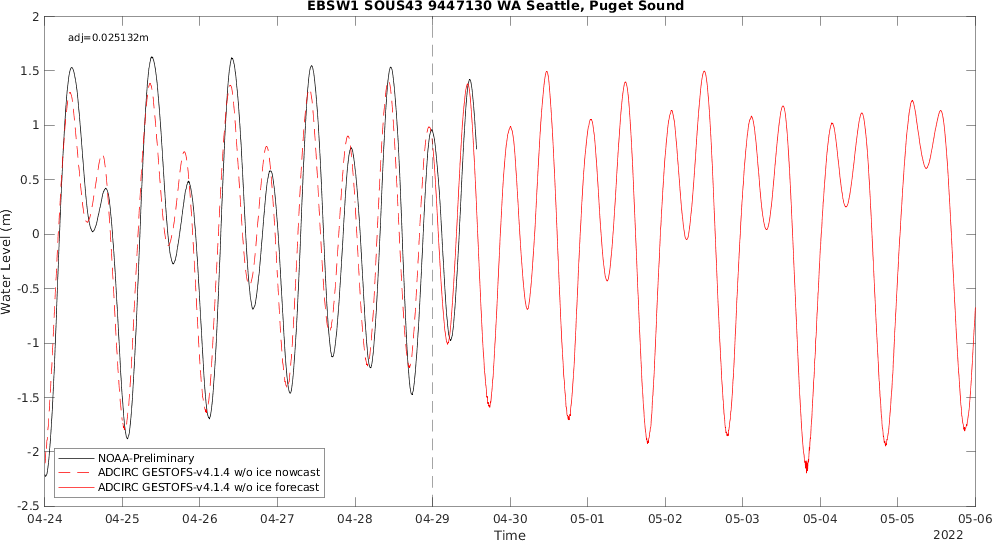 EBSW1 SOUS43 9447130 WA Seattle, Puget Sound
adj=0.025132m
Water Level (m)
2
1.5
1
0.5
0
-0.5
-1
-1.5
-2
-2.5
NOAA-Preliminary
ADCIRC GESTOFS-v4.1.4 w/o ice nowcast
ADCIRC GESTOFS-v4.1.4 w/o ice forecast
04-24 04-25 04-26 04-27 04-28 04-29 04-30 05-01 05-02 05-03 05-04 05-05 05-06
Time
2022